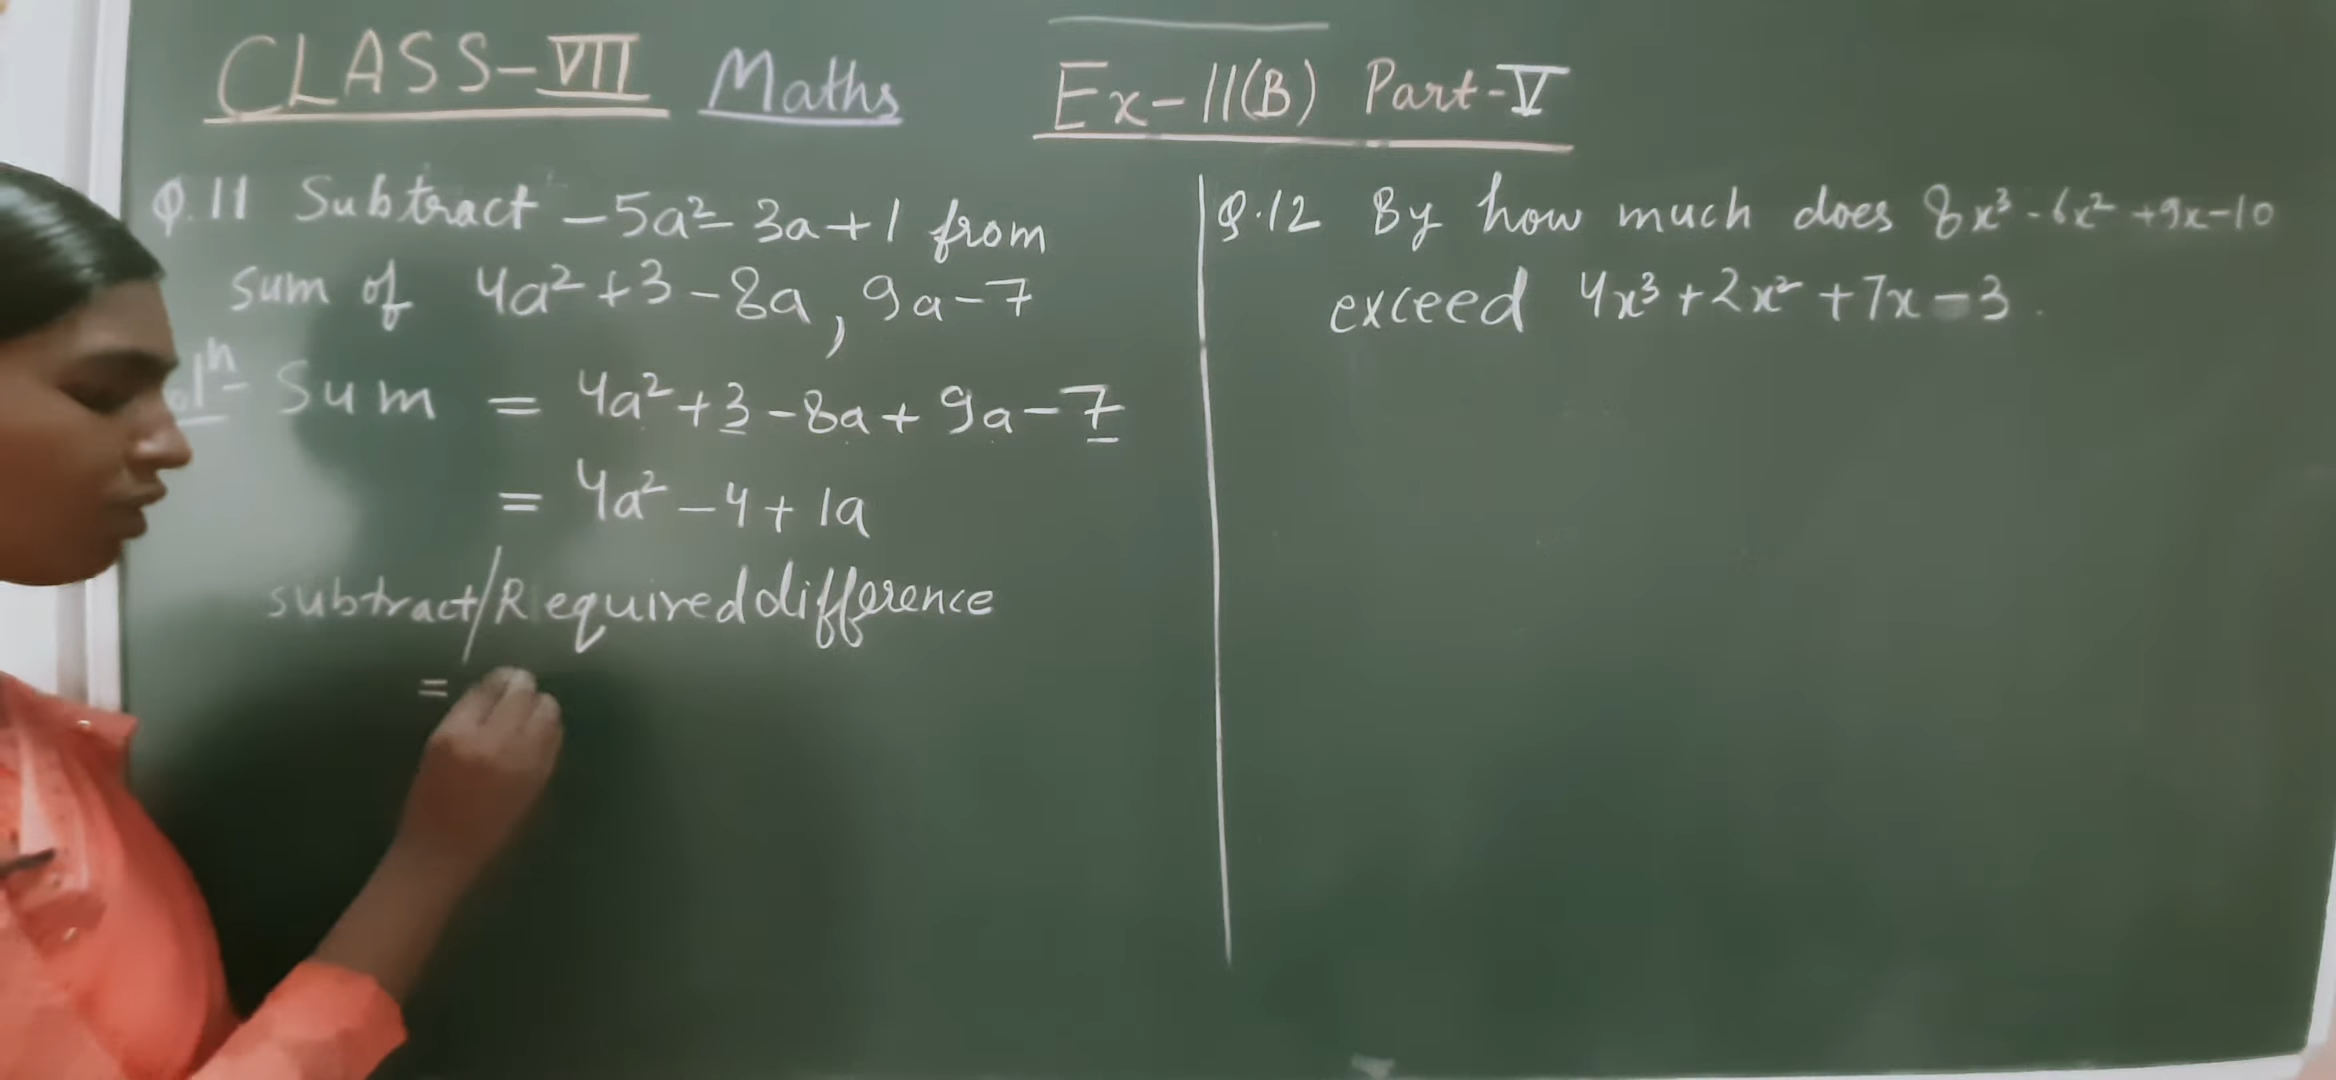 CLASS-VII Maths Ex-11(B) Part-V
Q.11 Subtract -5a²-3a+1 from
sum of 4a²+3-8a, 9a-7
Sum = 4a²+3-8a+9a-7
= 4a²-4+1a
subtract/Required difference
=
Q.12 By how much does 8x³-6x²+9x-10
exceed 4x³+2x²+7x-3.